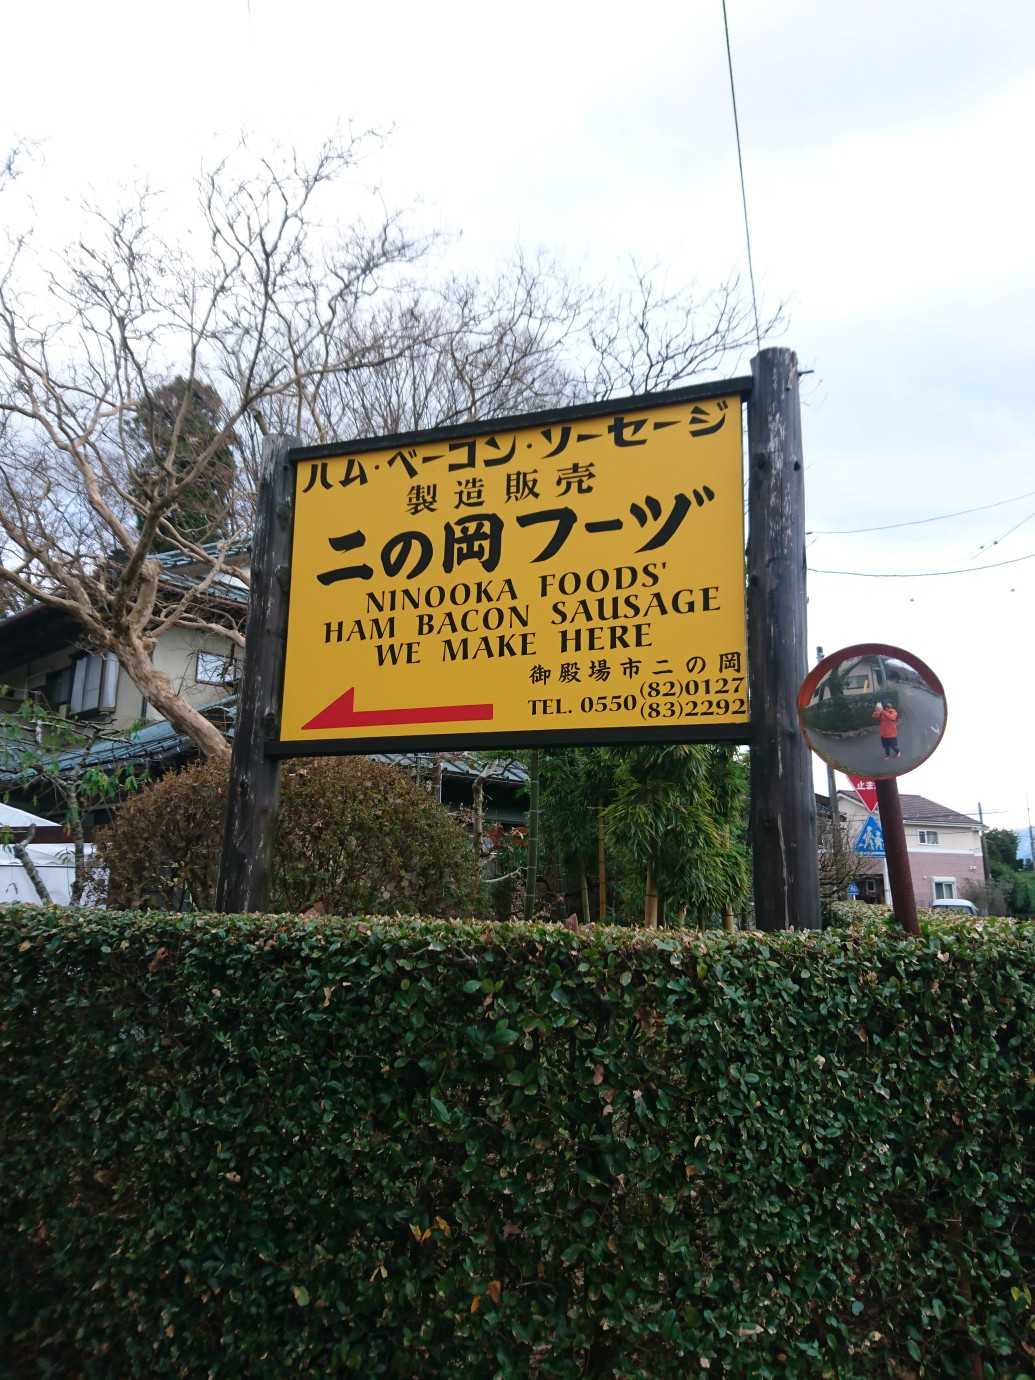 ハム・ベーコン・ソーセージ
製造販売
二の岡フーヅ
NINOOKA FOODS'
HAM BACON SAUSAGE
WE MAKE HERE
御殿場市二の岡
TEL. 0550(82)0127
(83)2292
止ま